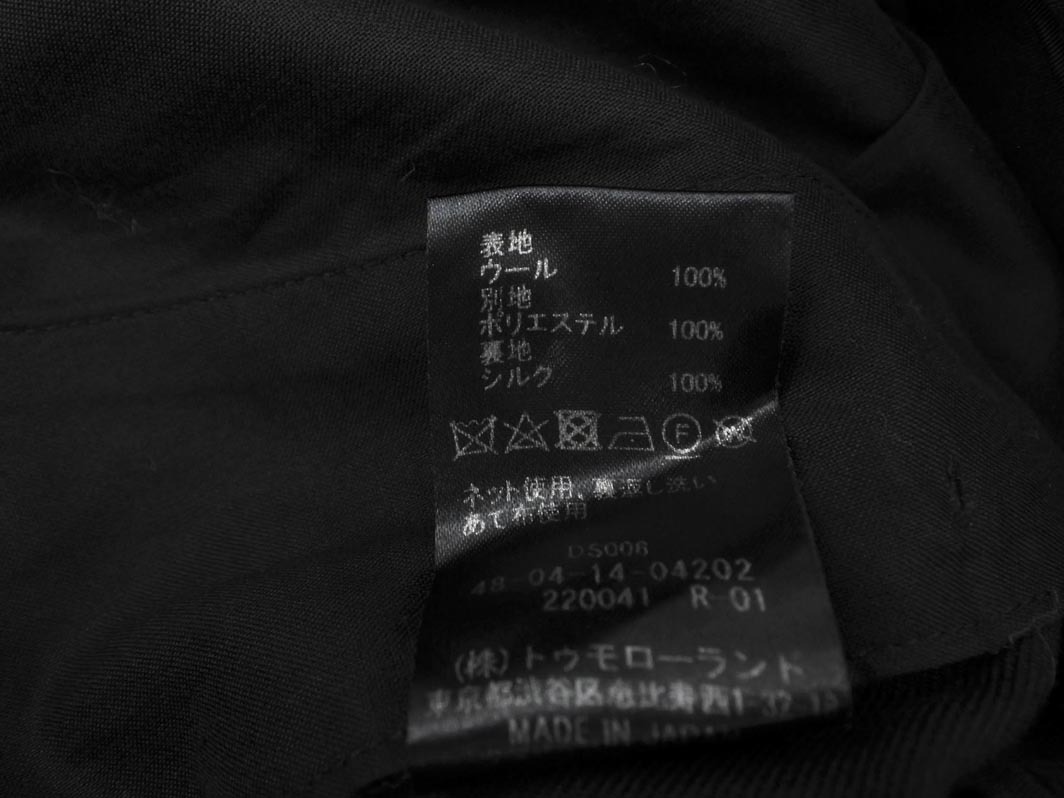 表地
ウール 100%
別地
ポリエステル 100%
裏地
シルク 100%
F
ネット使用、裏返し洗い
あて布使用
DS006
48-04-14-04202
220041 R-01
(株)トゥモローランド
東京都渋谷区恵比寿西1-32-15
MADE IN JAPAN